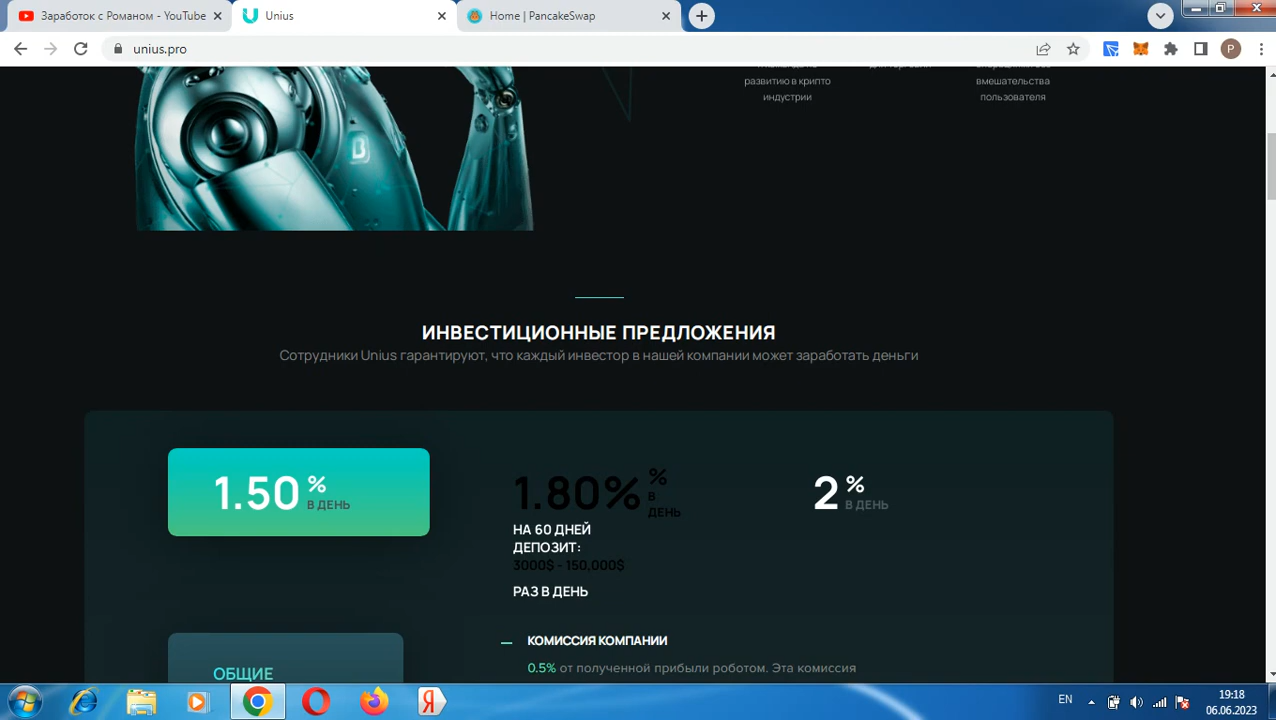 Заработок с Романом - YouTube
Unius
Home | PancakeSwap
unius.pro
P
развитию в крипто
индустрии
вмешательства
пользователя
ИНВЕСТИЦИОННЫЕ ПРЕДЛОЖЕНИЯ
Сотрудники Unius гарантируют, что каждый инвестор в нашей компании может заработать деньги
1.50 % В ДЕНЬ
1.80% % В ДЕНЬ
НА 60 ДНЕЙ
ДЕПОЗИТ:
3000$ - 150,000$
РАЗ В ДЕНЬ
2 % В ДЕНЬ
КОМИССИЯ КОМПАНИИ
0.5% от полученной прибыли роботом. Эта комиссия
ОБЩИЕ
EN
19:18
06.06.2023